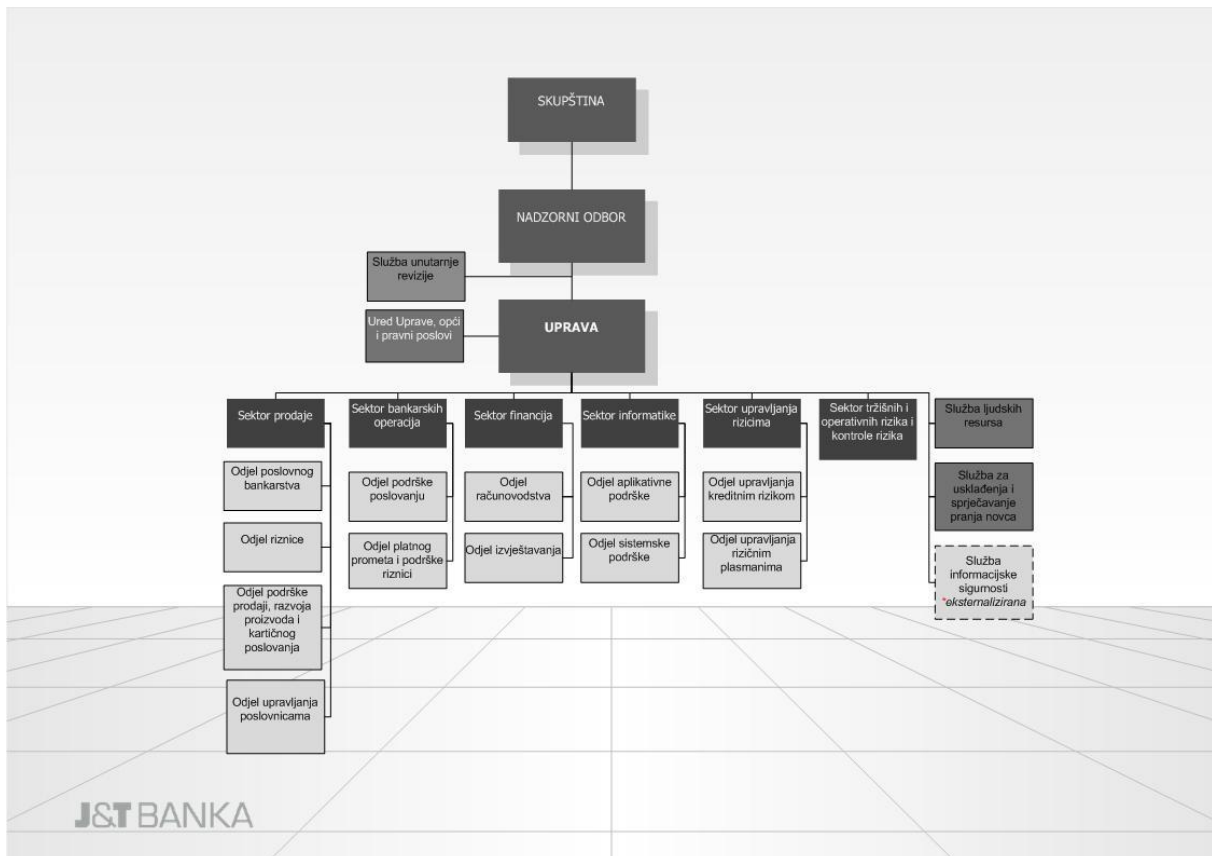 SKUPŠTINA
NADZORNI ODBOR
Služba unutarnje
revizije
Ured Uprave, opći
i pravni poslovi
UPRAVA
Sektor prodaje
Sektor bankarskih
operacija
Sektor financija
Sektor informatike
Sektor upravljanja
rizicima
Sektor tržišnih i
operativnih rizika i
kontrole rizika
Služba ljudskih
resursa
Odjel poslovnog
bankarstva
Odjel podrške
poslovanju
Odjel
računovodstva
Odjel aplikativne
podrške
Odjel upravljanja
kreditnim rizikom
Služba za
usklađenja i
sprječavanje
pranja novca
Odjel riznice
Odjel platnog
prometa i podrške
riznici
Odjel izvještavanja
Odjel sistemske
podrške
Odjel upravljanja
rizičnim
plasmanima
Služba
informacijske
sigurnosti
*eksternalizirana
Odjel podrške
prodaji, razvoja
proizvoda i
kartičnog
poslovanja
Odjel upravljanja
poslovnicama
J&T BANKA